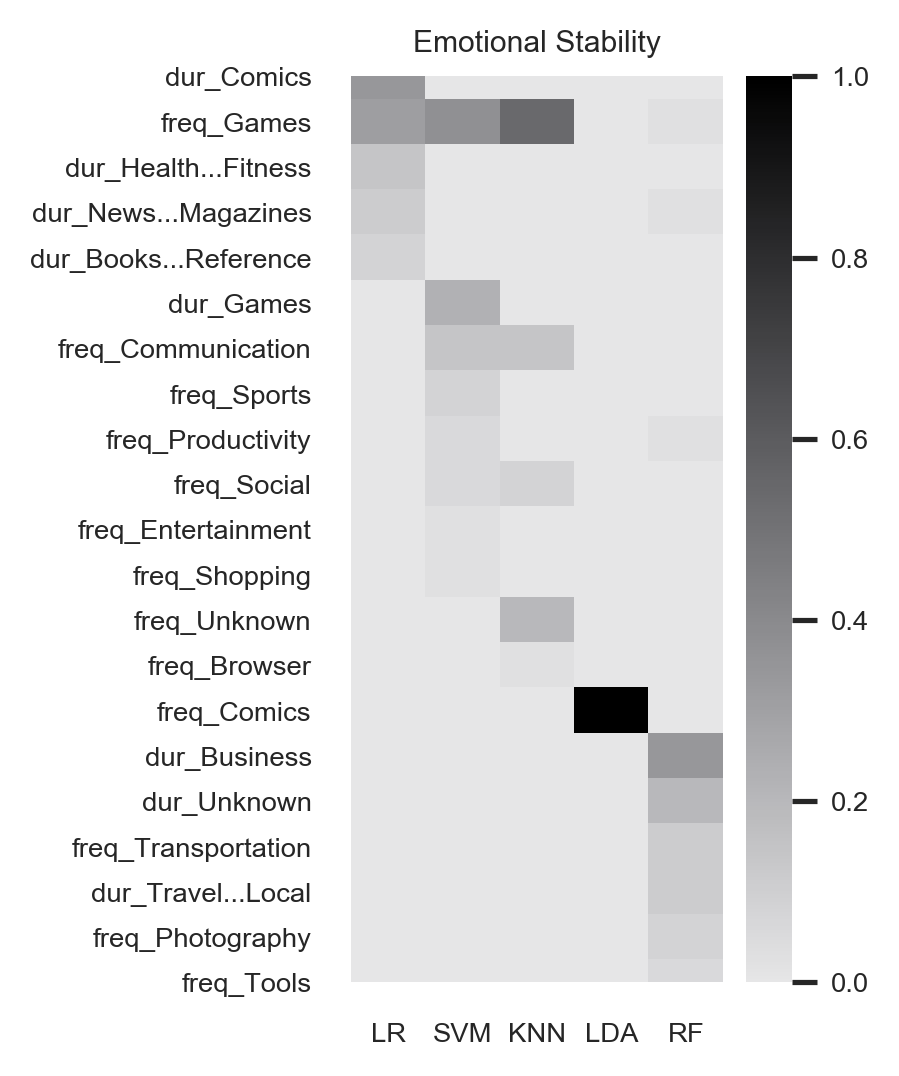 Emotional Stability
dur_Comics
freq_Games
dur_Health...Fitness
dur_News...Magazines
dur_Books...Reference
dur_Games
freq_Communication
freq_Sports
freq_Productivity
freq_Social
freq_Entertainment
freq_Shopping
freq_Unknown
freq_Browser
freq_Comics
dur_Business
dur_Unknown
freq_Transportation
dur_Travel...Local
freq_Photography
freq_Tools
LR SVM KNN LDA RF
1.0
0.8
0.6
0.4
0.2
0.0